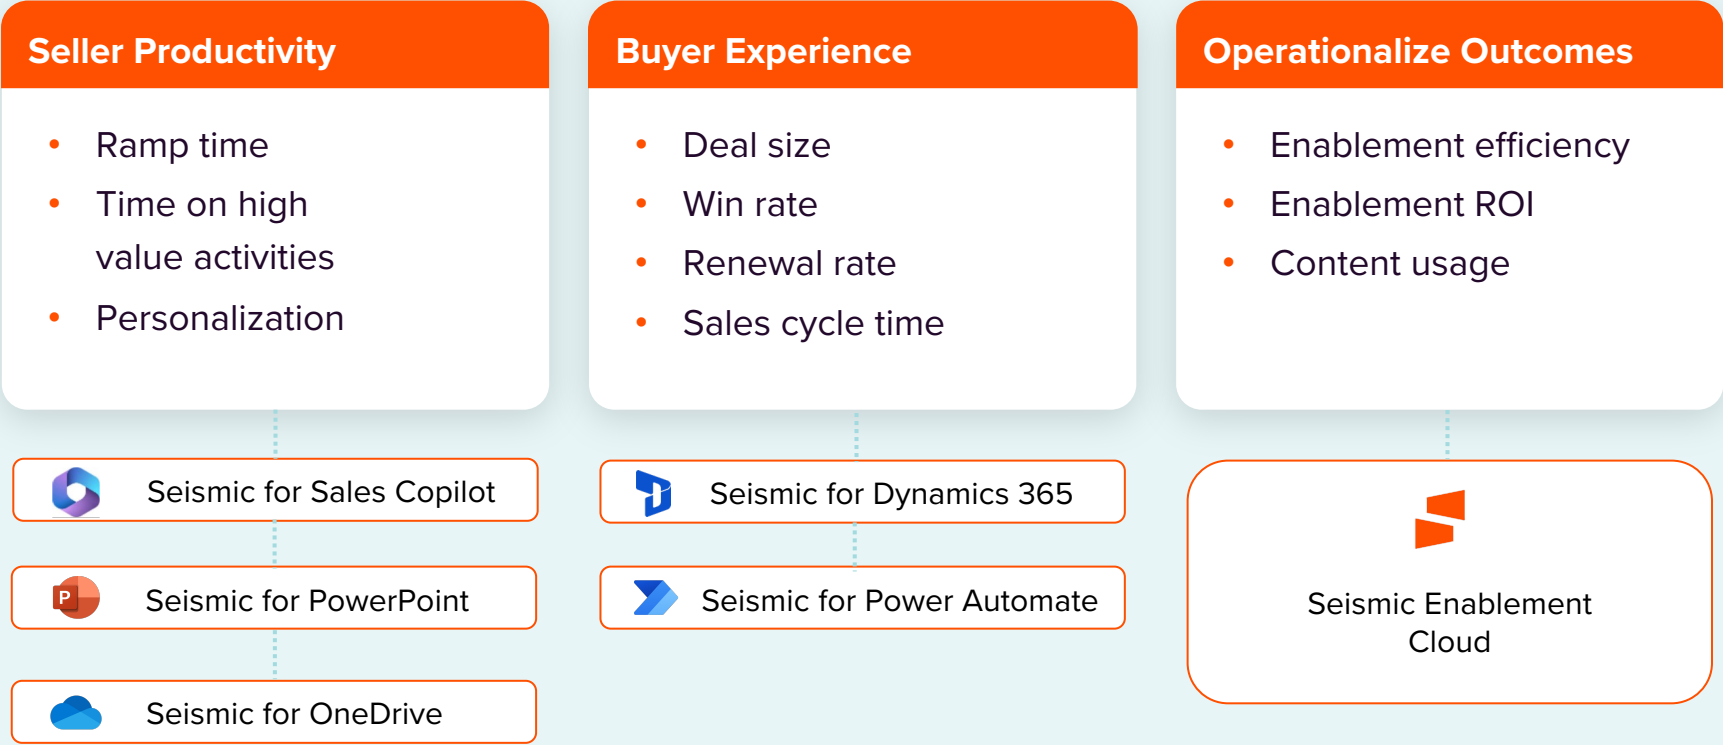 Seller Productivity
Ramp time
Time on high
value activities
Personalization
Seismic for Sales Copilot
P
Seismic for PowerPoint
Seismic for OneDrive
Buyer Experience
Deal size
Win rate
Renewal rate
Sales cycle time
Seismic for Dynamics 365
Seismic for Power Automate
Operationalize Outcomes
Enablement efficiency
Enablement ROI
Content usage
Seismic Enablement
Cloud